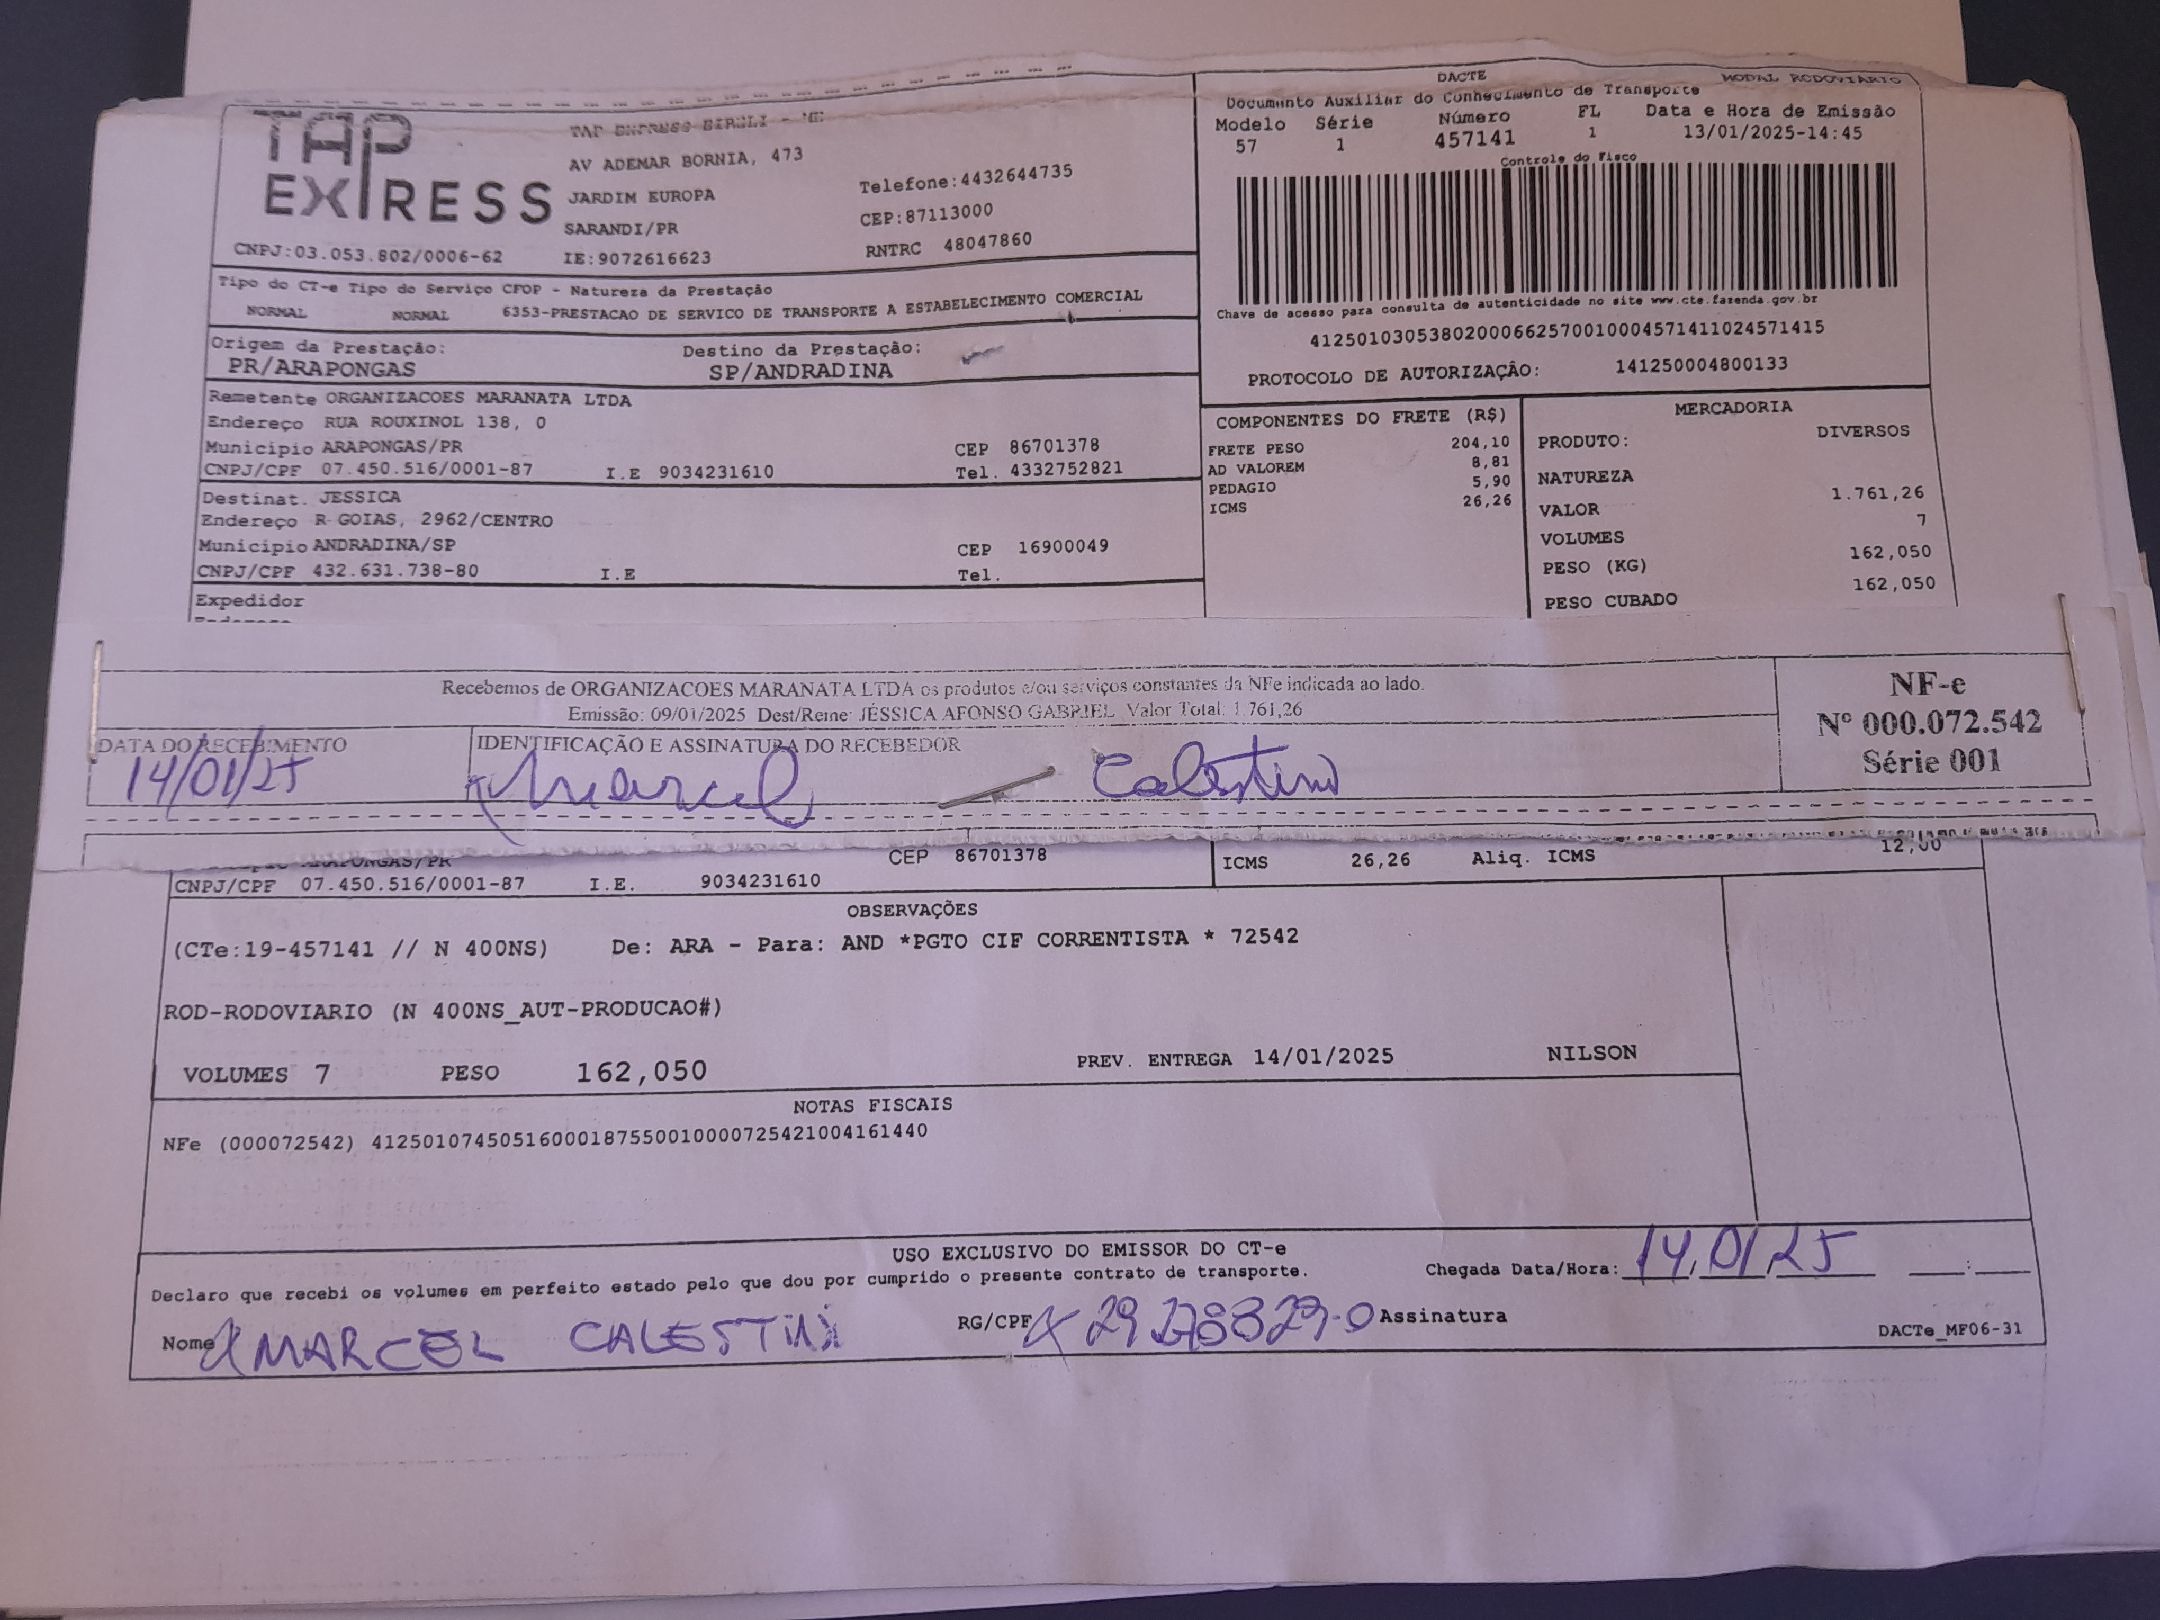 DACTE
MODAL RODOVIARIO
TAP EXPRESS
TAP EXPRESS EIRELI - ME
AV ADEMAR BORNIA, 473
JARDIM EUROPA
SARANDI/PR
Telefone:4432644735
CEP:87113000
CNPJ:03.053.802/0006-62 IE:9072616623 RNTRC 48047860
Documento Auxiliar do Conhecimento de Transporte
Modelo Série Número FL Data e Hora de Emissão
57 1 457141 1 13/01/2025-14:45
Controle do Fisco
Chave de acesso para consulta de autenticidade no site www.cte.fazenda.gov.br
41250103053802000662570010004571411024571415
PROTOCOLO DE AUTORIZAÇÃO: 141250004800133
Tipo do CT-e Tipo do Serviço CFOP - Natureza da Prestação
NORMAL NORMAL 6353-PRESTACAO DE SERVICO DE TRANSPORTE A ESTABELECIMENTO COMERCIAL
Origem da Prestação: Destino da Prestação:
PR/ARAPONGAS SP/ANDRADINA
Remetente ORGANIZACOES MARANATA LTDA
Endereço RUA ROUXINOL 138, 0
Municipio ARAPONGAS/PR CEP 86701378
CNPJ/CPF 07.450.516/0001-87 I.E 9034231610 Tel. 4332752821
Destinat. JESSICA
Endereço R GOIAS, 2962/CENTRO
Municipio ANDRADINA/SP CEP 16900049
CNPJ/CPF 432.631.738-80 I.E Tel.
Expedidor
COMPONENTES DO FRETE (R$)
FRETE PESO 204,10
AD VALOREM 8,81
PEDAGIO 5,90
ICMS 26,26
MERCADORIA
PRODUTO: DIVERSOS
NATUREZA
VALOR 1.761,26
VOLUMES 7
PESO (KG) 162,050
PESO CUBADO 162,050
Recebemos de ORGANIZACOES MARANATA LTDA os produtos e/ou serviços constantes da NFe indicada ao lado.
Emissão: 09/01/2025 Dest/Reme: JÉSSICA AFONSO GABRIEL Valor Total: 1.761,26
DATA DO RECEBIMENTO IDENTIFICAÇÃO E ASSINATURA DO RECEBEDOR
14/01/25 Marcel Calestino
NF-e
Nº 000.072.542
Série 001
ARAPONGAS/PR CEP 86701378
CNPJ/CPF 07.450.516/0001-87 I.E. 9034231610
ICMS 26,26 Aliq. ICMS 12,00
OBSERVAÇÕES
(CTe:19-457141 // N 400NS) De: ARA - Para: AND *PGTO CIF CORRENTISTA * 72542
ROD-RODOVIARIO (N 400NS_AUT-PRODUCAO#)
VOLUMES 7 PESO 162,050 PREV. ENTREGA 14/01/2025 NILSON
NOTAS FISCAIS
NFe (000072542) 41250107450516000187550010000725421004161440
USO EXCLUSIVO DO EMISSOR DO CT-e
Declaro que recebi os volumes em perfeito estado pelo que dou por cumprido o presente contrato de transporte.
Chegada Data/Hora: 14,01,25 :
Nome MARCEL RG/CPF Assinatura
DACTe_MF06-31